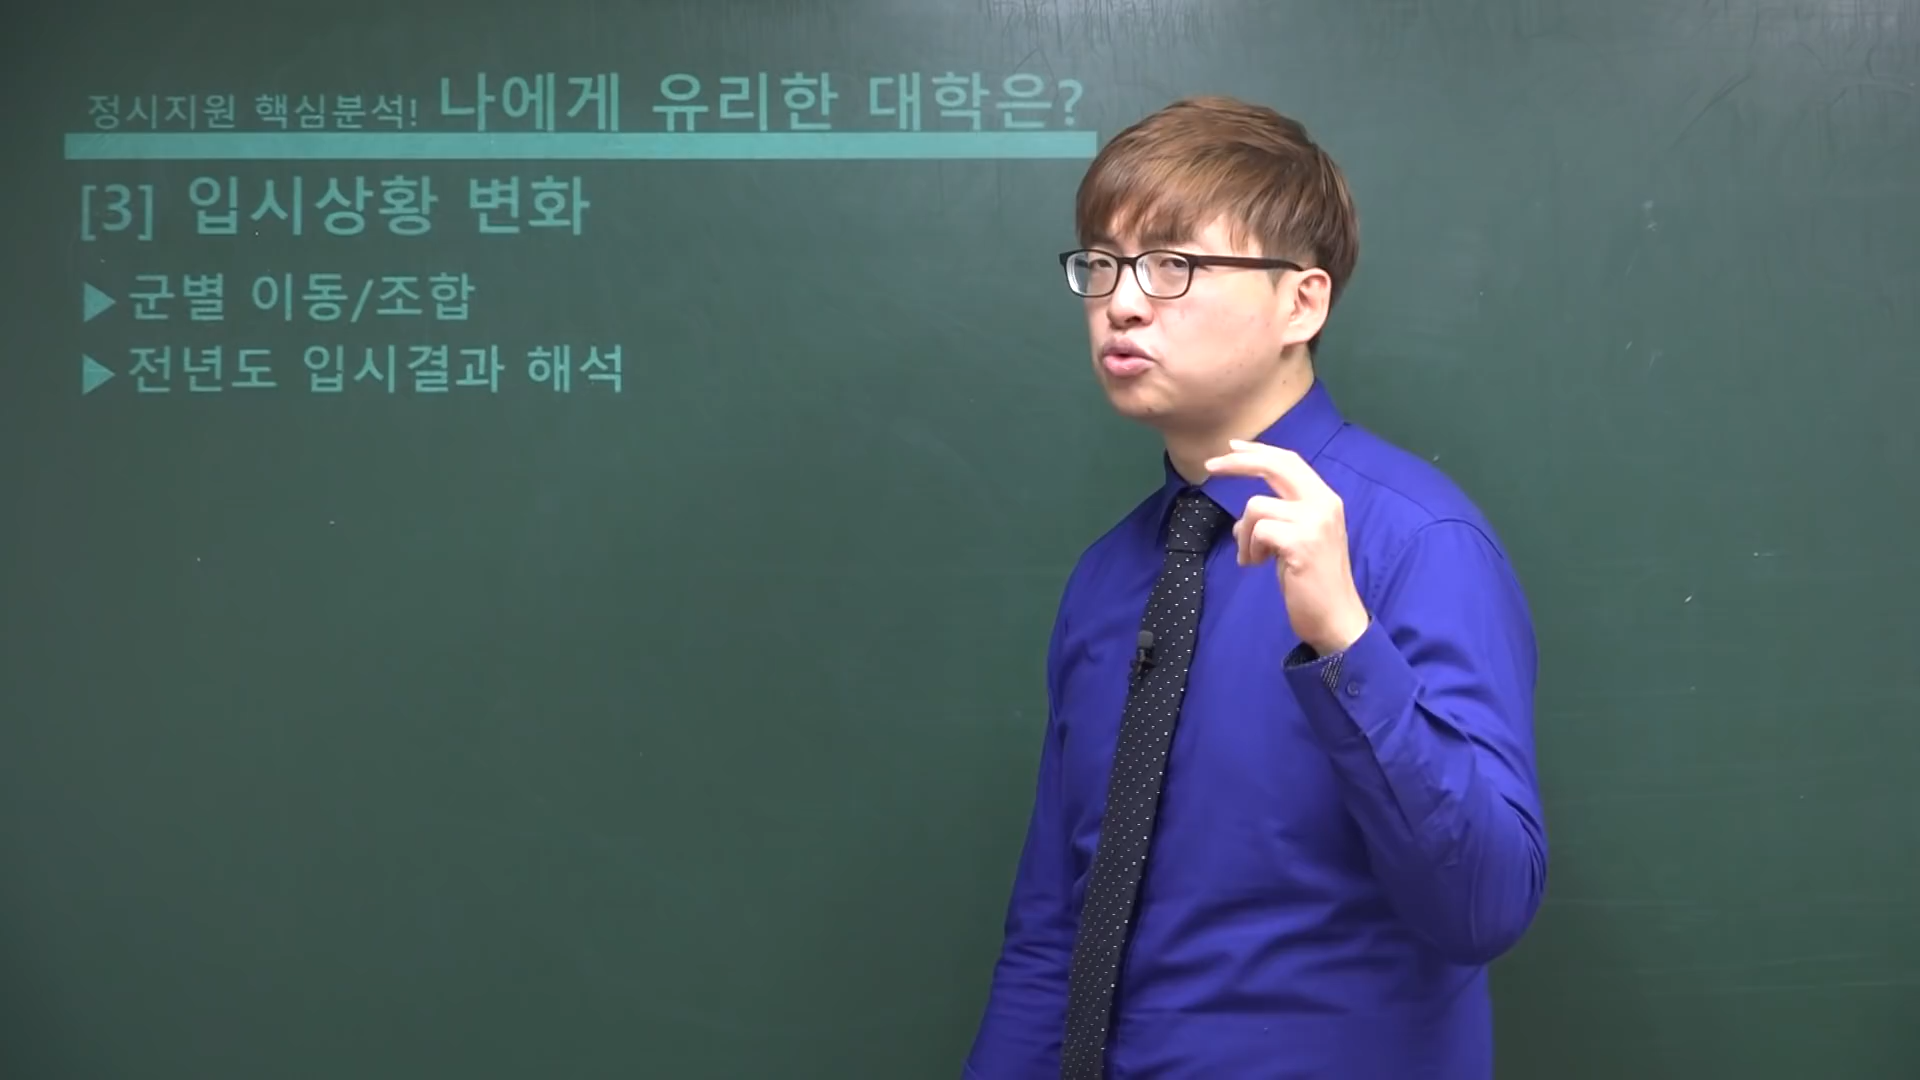 정시지원 핵심분석! 나에게 유리한 대학은?
[3] 입시상황 변화
▶군별 이동/조합
▶전년도 입시결과 해석